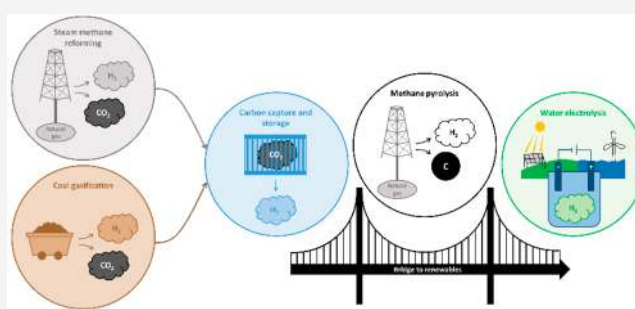 Steam methane
reforming
H₂
CO₂
Natural
gas
Coal gasification
H₂
CO₂
Carbon capture and
storage
CO₂
H₂
Methane pyrolysis
H₂
C
Natural
gas
Water electrolysis
H₂
Bridge to renewables